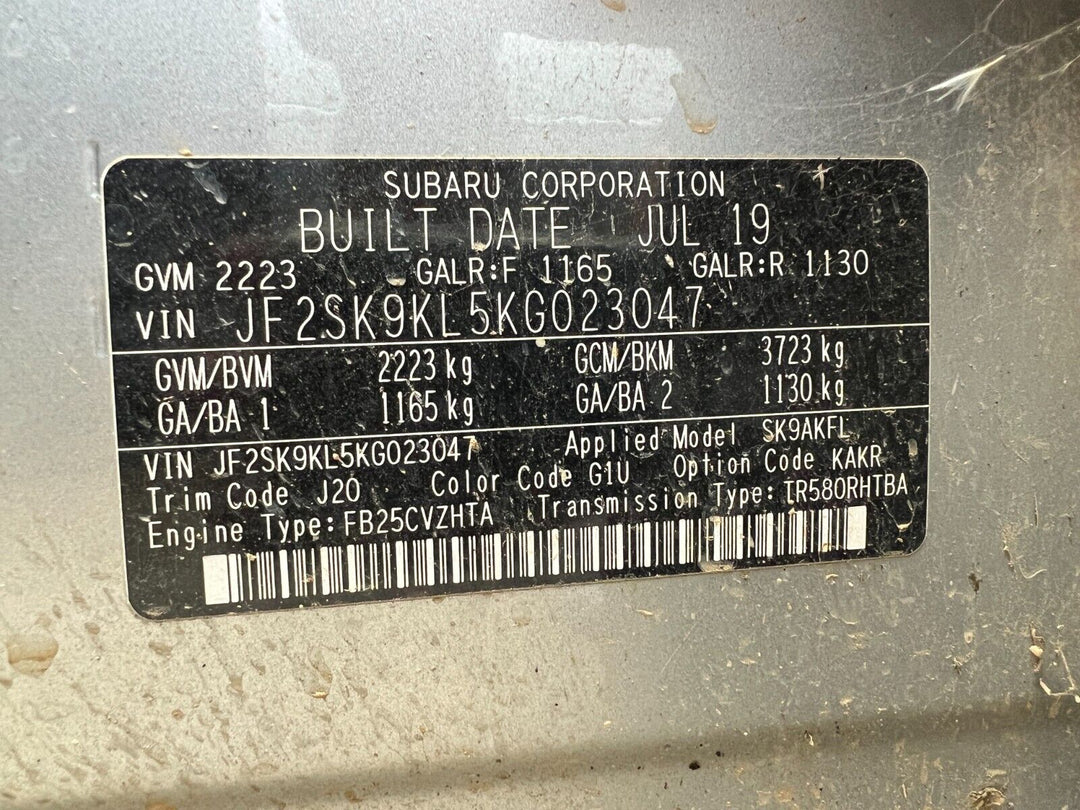 SUBARU CORPORATION
BUILT DATE JUL 19
GVM 2223 GALR:F 1165 GALR:R 1130
VIN JF2SK9KL5KG023047
GVM/BVM 2223 kg GCM/BKM 3723 kg
GA/BA 1 1165 kg GA/BA 2 1130 kg
VIN JF2SK9KL5KG023047 Applied Model SK9AKFL
Trim Code J20 Color Code G1U Option Code KAKR
Engine Type: FB25CVZHTA Transmission Type: TR580RHTBA